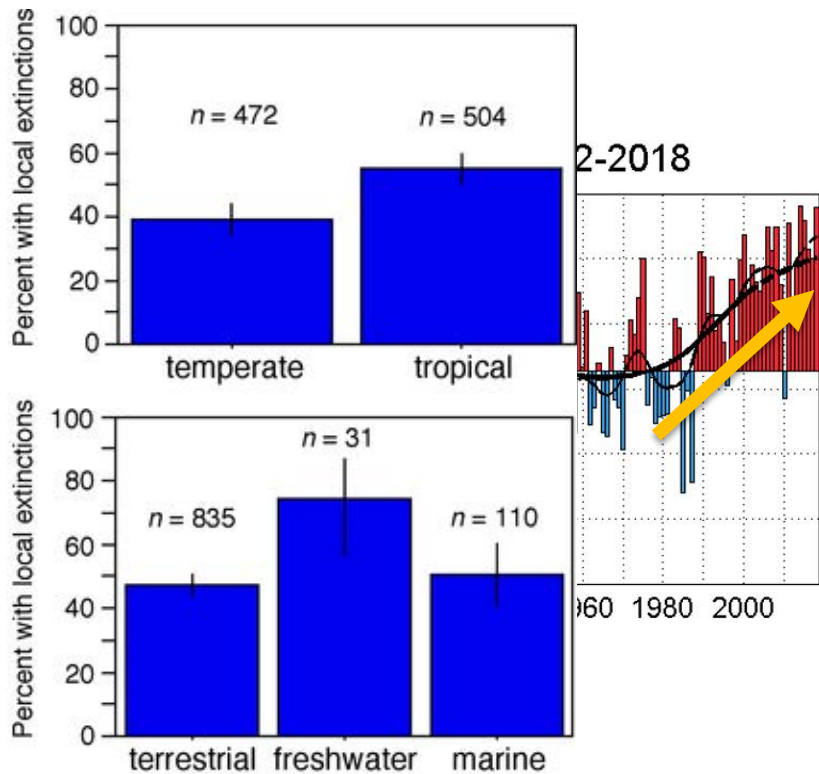 Percent with local extinctions
100
80
60
40
20
0
n = 472
n = 504
temperate
tropical
Percent with local extinctions
100
80
60
40
20
0
n = 835
n = 31
n = 110
terrestrial
freshwater
marine
2-2018
960
1980
2000